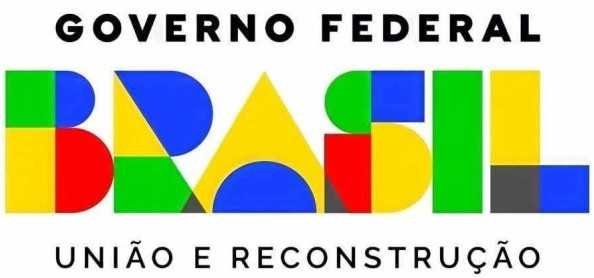 GOVERNO FEDERAL
BRASIL
UNIÃO E RECONSTRUÇÃO